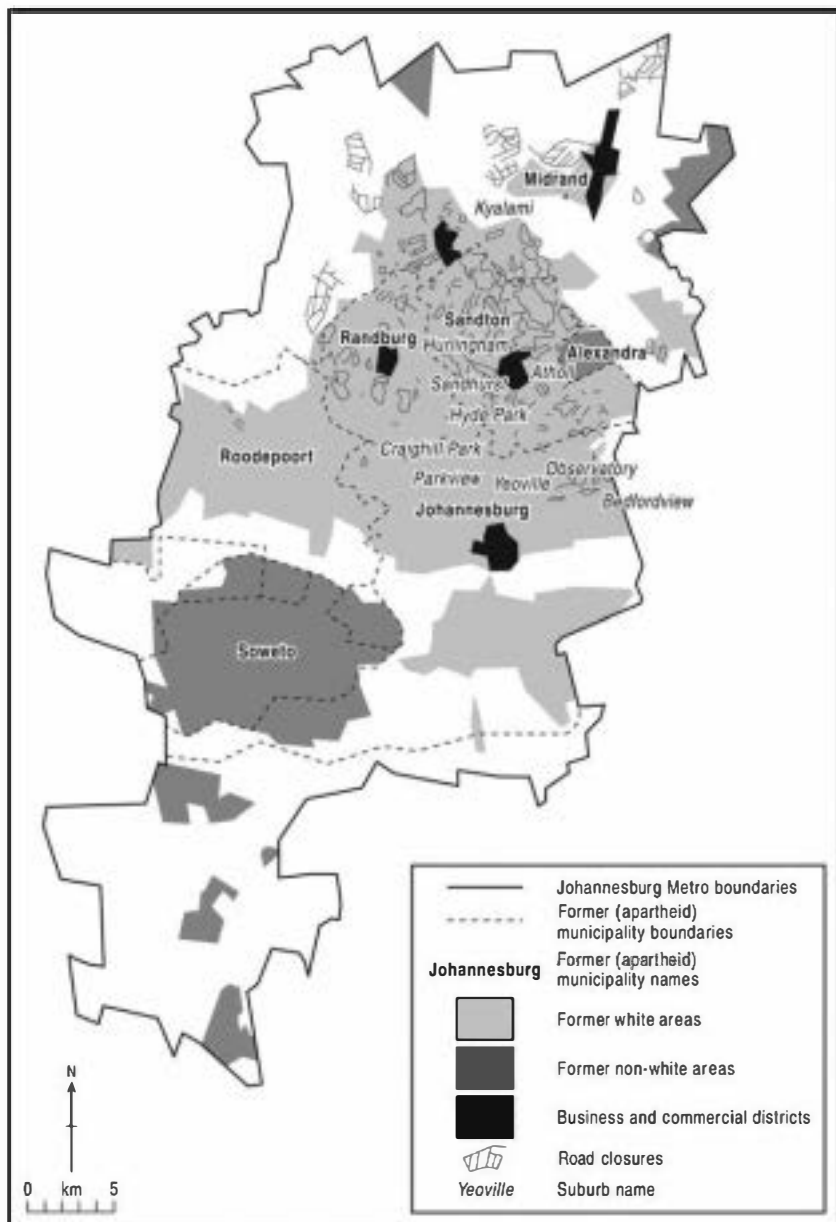 Midrand
Kyalami
Sandton
Randburg
Hurlingham
Alexandra
Atholl
Sandhurst
Hyde Park
Craighill Park
Roodepoort
Observatory
Parkview
Yeoville
Bedfordview
Johannesburg
Soweto
Johannesburg Metro boundaries
Former (apartheid)
municipality boundaries
Johannesburg
Former (apartheid)
municipality names
Former white areas
Former non-white areas
Business and commercial districts
Road closures
Yeoville
Suburb name
N
0 km 5